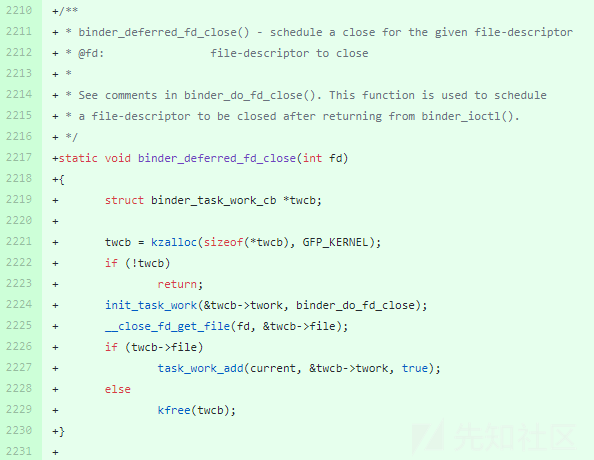 2210 +/**
2211 + * binder_deferred_fd_close() - schedule a close for the given file-descriptor
2212 + * @fd:                file-descriptor to close
2213 + *
2214 + * See comments in binder_do_fd_close(). This function is used to schedule
2215 + * a file-descriptor to be closed after returning from binder_ioctl().
2216 + */
2217 +static void binder_deferred_fd_close(int fd)
2218 +{
2219 +       struct binder_task_work_cb *twcb;
2220 +
2221 +       twcb = kzalloc(sizeof(*twcb), GFP_KERNEL);
2222 +       if (!twcb)
2223 +               return;
2224 +       init_task_work(&twcb->twork, binder_do_fd_close);
2225 +       __close_fd_get_file(fd, &twcb->file);
2226 +       if (twcb->file)
2227 +               task_work_add(current, &twcb->twork, true);
2228 +       else
2229 +               kfree(twcb);
2230 +}
2231 +
先知社区